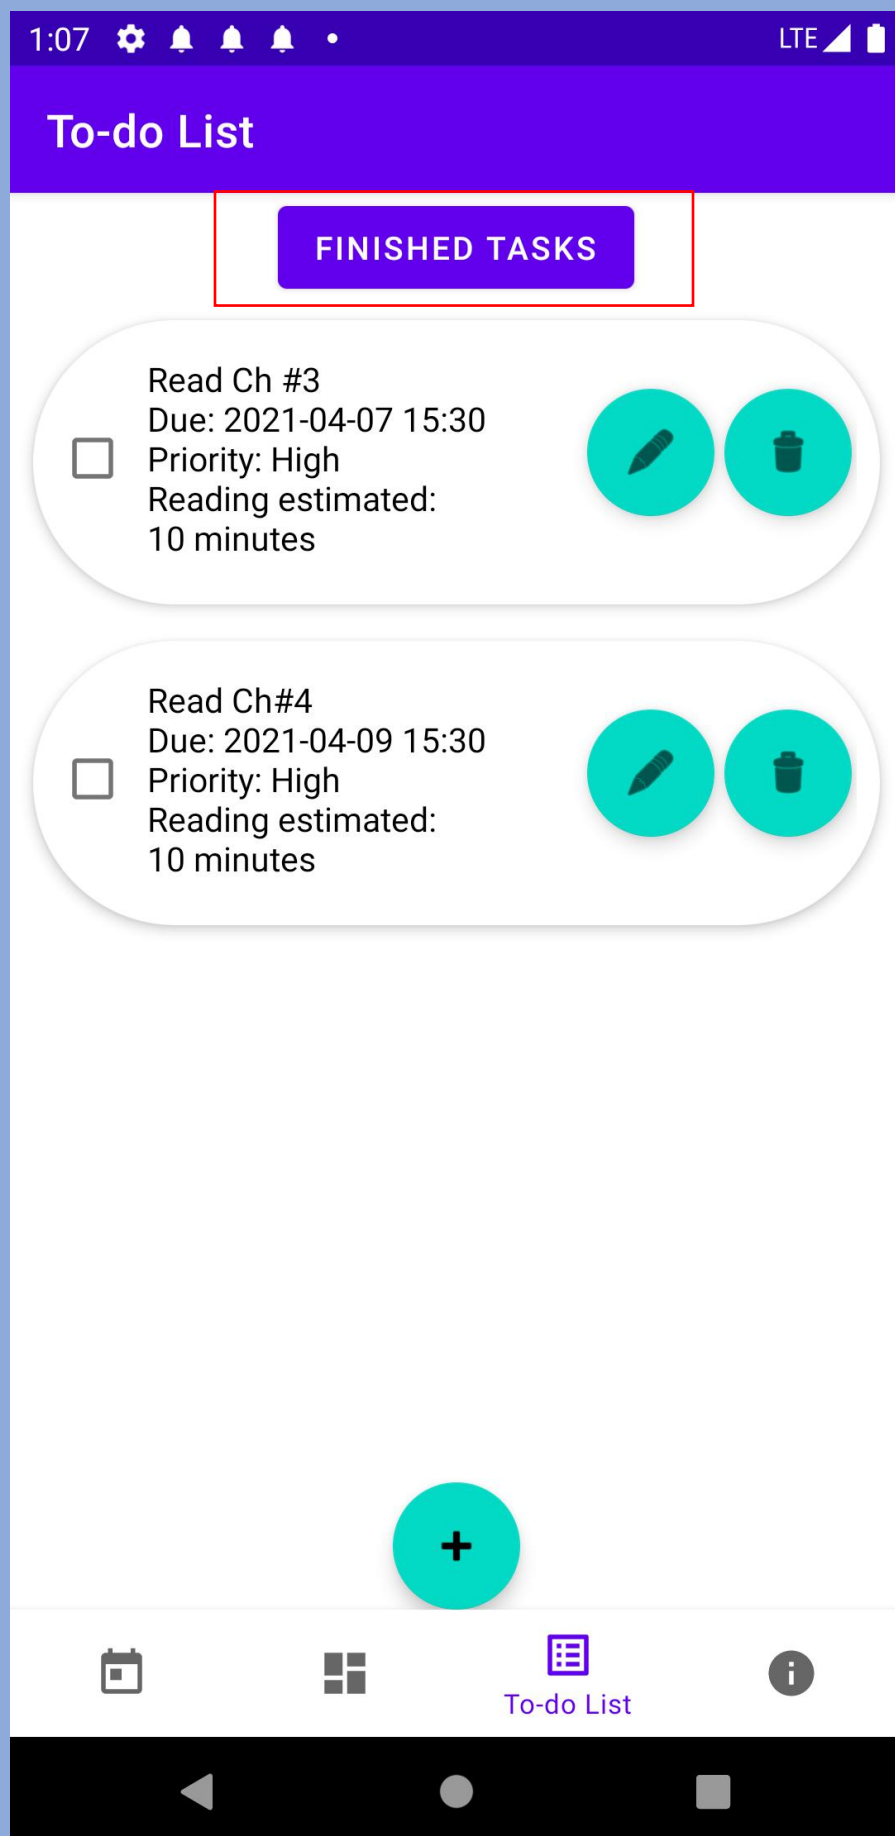 1:07 LTE
To-do List
FINISHED TASKS
Read Ch #3
Due: 2021-04-07 15:30
Priority: High
Reading estimated:
10 minutes
Read Ch#4
Due: 2021-04-09 15:30
Priority: High
Reading estimated:
10 minutes
To-do List